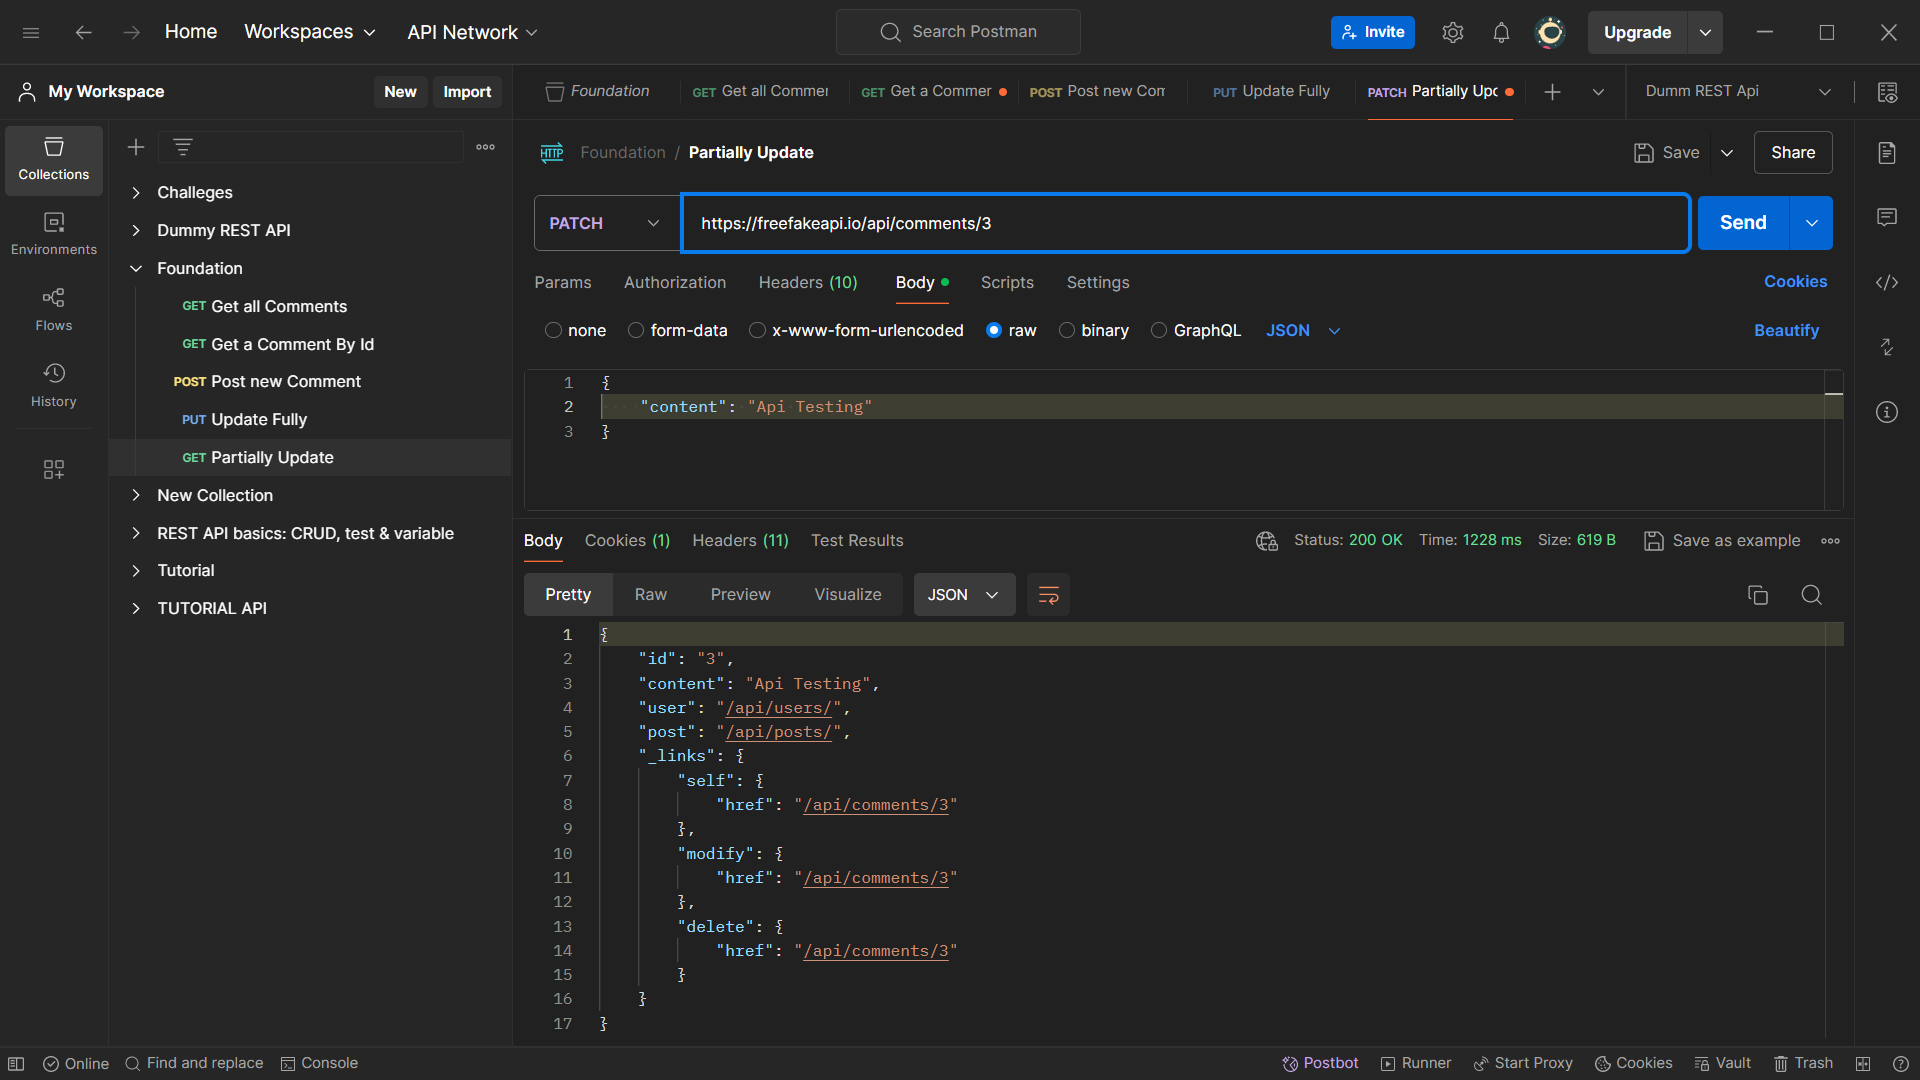 Home Workspaces API Network Search Postman Invite Upgrade
My Workspace New Import
Foundation GET Get all Commer GET Get a Commer POST Post new Com PUT Update Fully PATCH Partially Upd Dumm REST Api
Collections
Environments
Flows
History
Challeges
Dummy REST API
Foundation
GET Get all Comments
GET Get a Comment By Id
POST Post new Comment
PUT Update Fully
GET Partially Update
New Collection
REST API basics: CRUD, test & variable
Tutorial
TUTORIAL API
HTTP Foundation / Partially Update Save Share
PATCH https://freefakeapi.io/api/comments/3 Send
Params Authorization Headers (10) Body Scripts Settings Cookies
none form-data x-www-form-urlencoded raw binary GraphQL JSON Beautify
1 {
2 "content": "Api Testing"
3 }
Body Cookies (1) Headers (11) Test Results Status: 200 OK Time: 1228 ms Size: 619 B Save as example
Pretty Raw Preview Visualize JSON
1 {
2 "id": "3",
3 "content": "Api Testing",
4 "user": "/api/users/",
5 "post": "/api/posts/",
6 "_links": {
7 "self": {
8 "href": "/api/comments/3"
9 },
10 "modify": {
11 "href": "/api/comments/3"
12 },
13 "delete": {
14 "href": "/api/comments/3"
15 }
16 }
17 }
Online Find and replace Console Postbot Runner Start Proxy Cookies Vault Trash